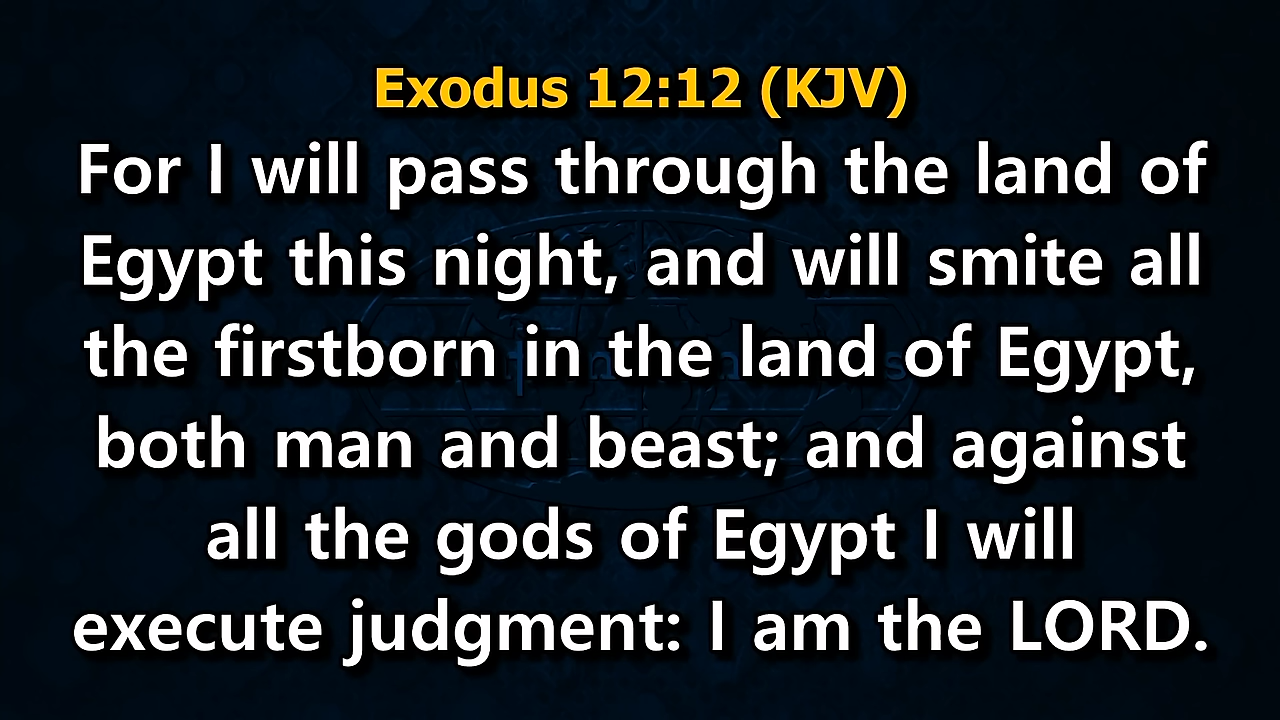 Exodus 12:12 (KJV)
For I will pass through the land of
Egypt this night, and will smite all
the firstborn in the land of Egypt,
both man and beast; and against
all the gods of Egypt I will
execute judgment: I am the LORD.